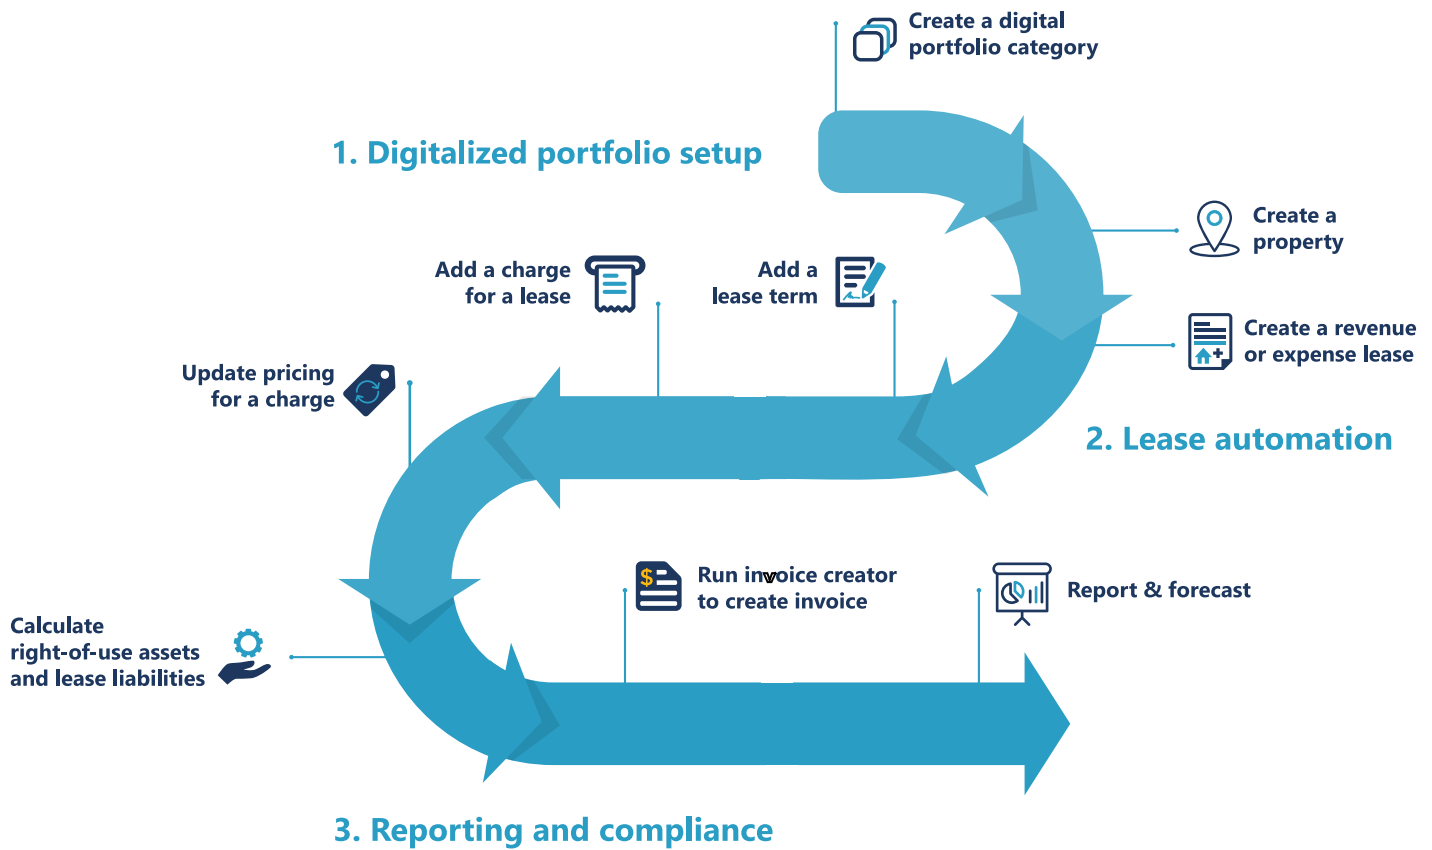 Create a digital
portfolio category
1. Digitalized portfolio setup
Create a
property
Create a revenue
or expense lease
2. Lease automation
Add a
lease term
Add a charge
for a lease
Update pricing
for a charge
Calculate
right-of-use assets
and lease liabilities
$
Run invoice creator
to create invoice
Report & forecast
3. Reporting and compliance